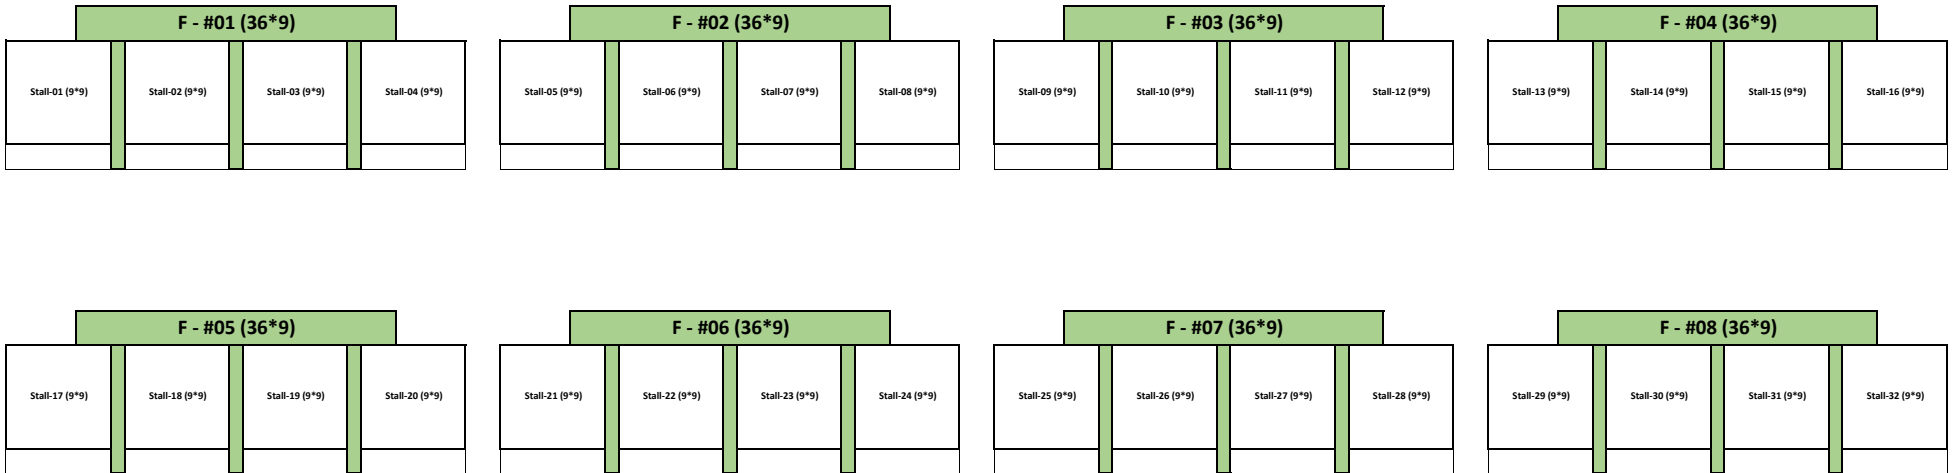 F - #01 (36*9)
F - #02 (36*9)
F - #03 (36*9)
F - #04 (36*9)
Stall-01 (9*9)
Stall-02 (9*9)
Stall-03 (9*9)
Stall-04 (9*9)
Stall-05 (9*9)
Stall-06 (9*9)
Stall-07 (9*9)
Stall-08 (9*9)
Stall-09 (9*9)
Stall-10 (9*9)
Stall-11 (9*9)
Stall-12 (9*9)
Stall-13 (9*9)
Stall-14 (9*9)
Stall-15 (9*9)
Stall-16 (9*9)
F - #05 (36*9)
F - #06 (36*9)
F - #07 (36*9)
F - #08 (36*9)
Stall-17 (9*9)
Stall-18 (9*9)
Stall-19 (9*9)
Stall-20 (9*9)
Stall-21 (9*9)
Stall-22 (9*9)
Stall-23 (9*9)
Stall-24 (9*9)
Stall-25 (9*9)
Stall-26 (9*9)
Stall-27 (9*9)
Stall-28 (9*9)
Stall-29 (9*9)
Stall-30 (9*9)
Stall-31 (9*9)
Stall-32 (9*9)